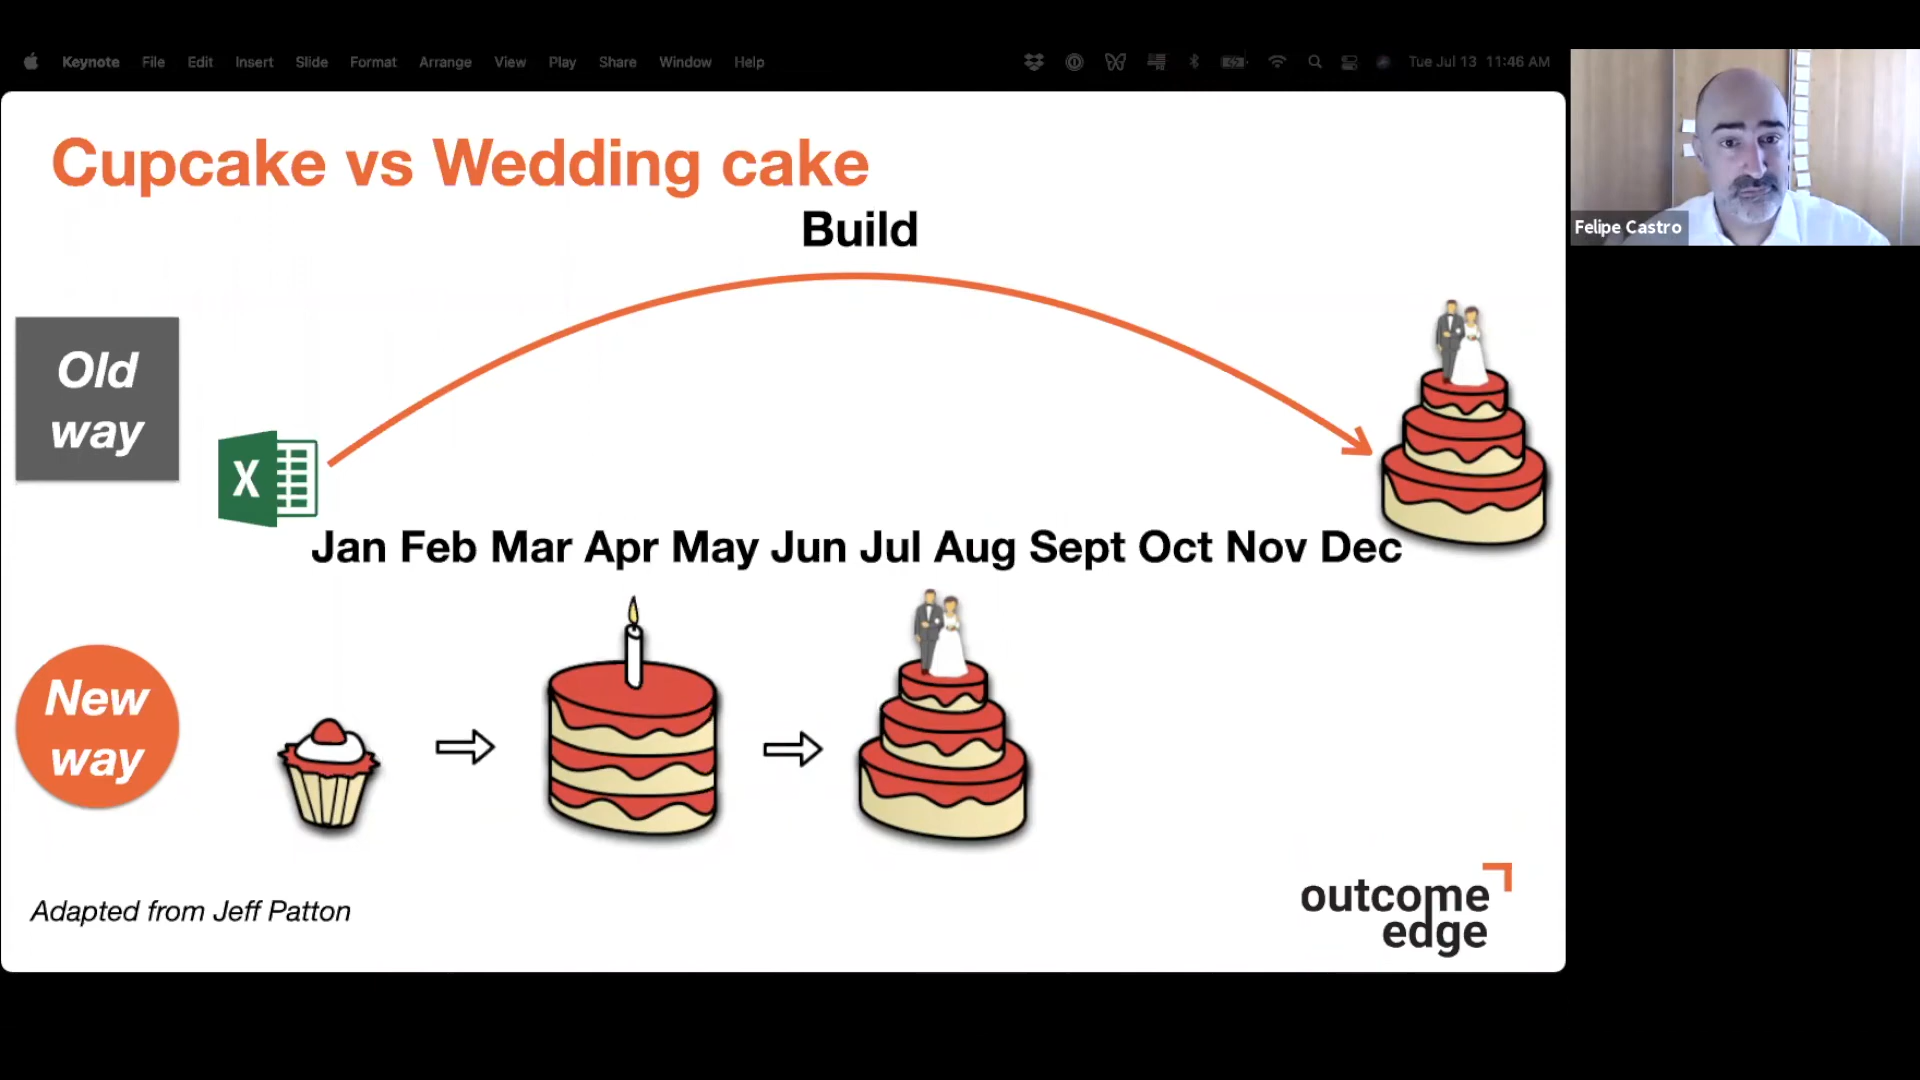 Keynote File Edit Insert Slide Format Arrange View Play Share Window Help Tue Jul 13 11:46 AM
Felipe Castro
Cupcake vs Wedding cake
Build
Old
way
X
Jan Feb Mar Apr May Jun Jul Aug Sept Oct Nov Dec
New
way
Adapted from Jeff Patton
outcome
edge